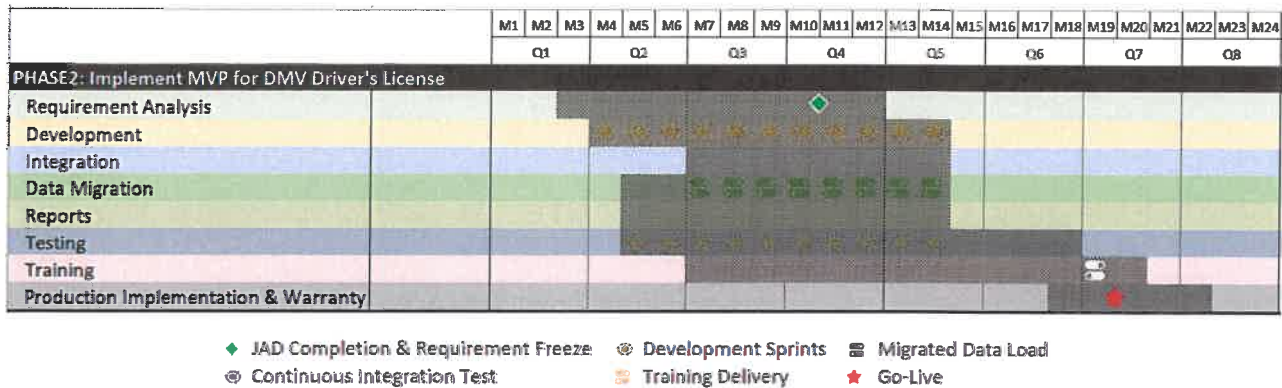 M1 M2 M3 M4 M5 M6 M7 M8 M9 M10 M11 M12 M13 M14 M15 M16 M17 M18 M19 M20 M21 M22 M23 M24
Q1 Q2 Q3 Q4 Q5 Q6 Q7 Q8
PHASE2: Implement MVP for DMV Driver's License
Requirement Analysis
Development
Integration
Data Migration
Reports
Testing
Training
Production Implementation & Warranty
JAD Completion & Requirement Freeze Development Sprints Migrated Data Load
Continuous Integration Test Training Delivery Go-Live